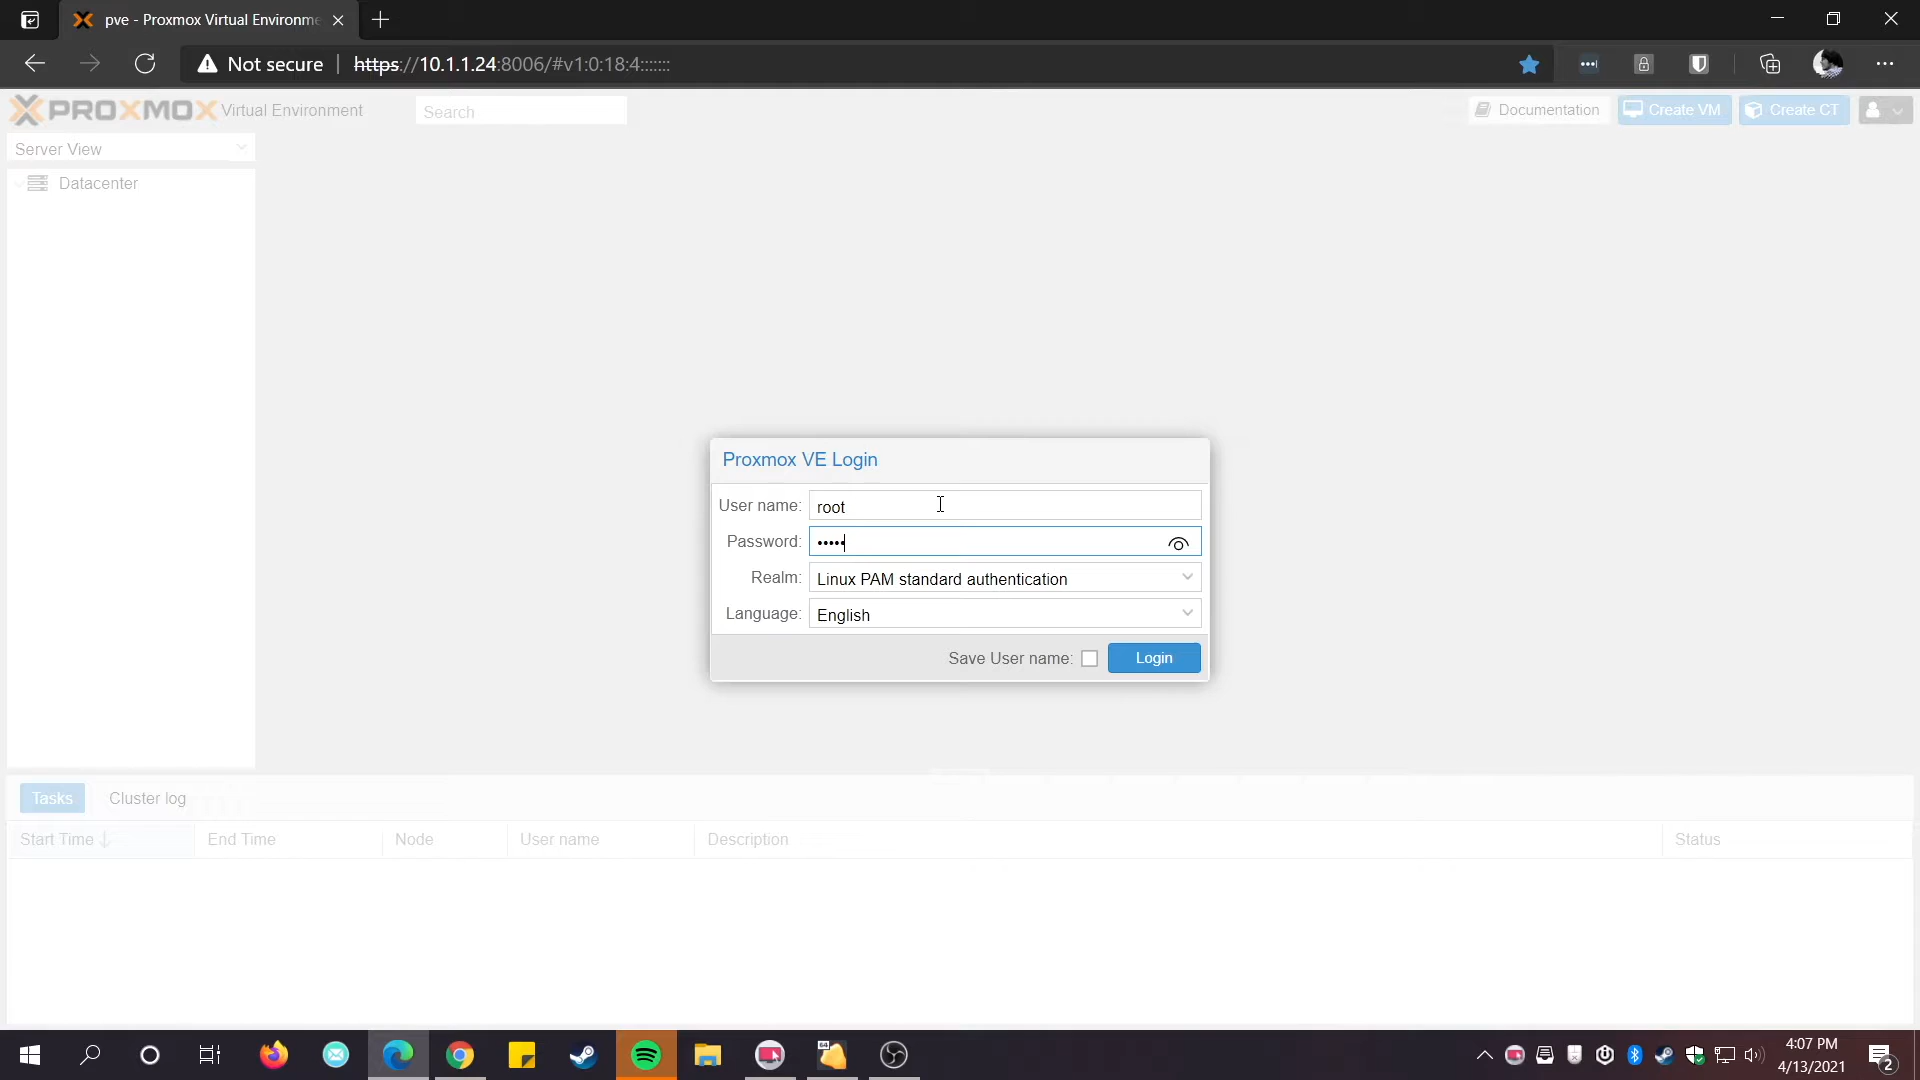 pve - Proxmox Virtual Environme
Not secure | https://10.1.1.24:8006/#v1:0:18:4:::::::
PROXMOX Virtual Environment
Search
Documentation
Create VM
Create CT
Server View
Datacenter
Proxmox VE Login
User name: root
Password: •••••
Realm: Linux PAM standard authentication
Language: English
Save User name:
Login
Tasks
Cluster log
Start Time
End Time
Node
User name
Description
Status
64
4:07 PM
4/13/2021
2